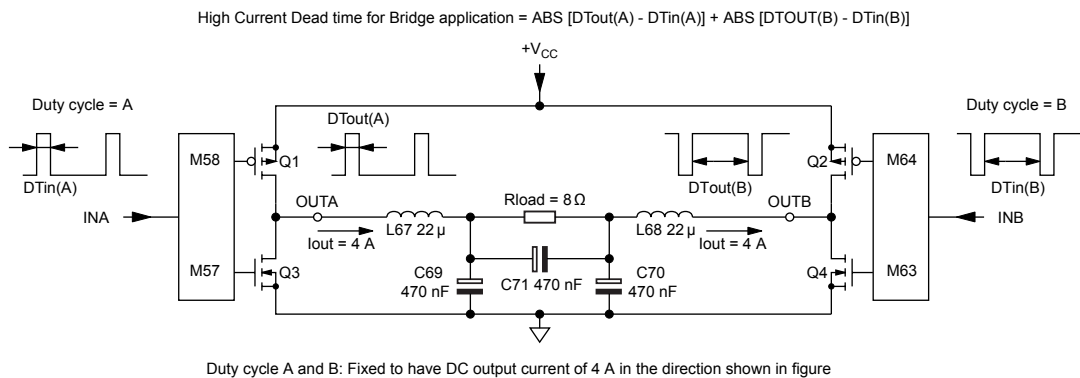 High Current Dead time for Bridge application = ABS [DTout(A) - DTin(A)] + ABS [DTOUT(B) - DTin(B)]
+VCC
Duty cycle = A
DTout(A)
Duty cycle = B
M58
Q1
Q2
M64
DTin(A)
DTout(B)
DTin(B)
INA
OUTA
Rload = 8 Ω
OUTB
INB
L67 22 µ
L68 22 µ
Iout = 4 A
Iout = 4 A
M57
Q3
Q4
M63
C69
470 nF
C71 470 nF
C70
470 nF
Duty cycle A and B: Fixed to have DC output current of 4 A in the direction shown in figure